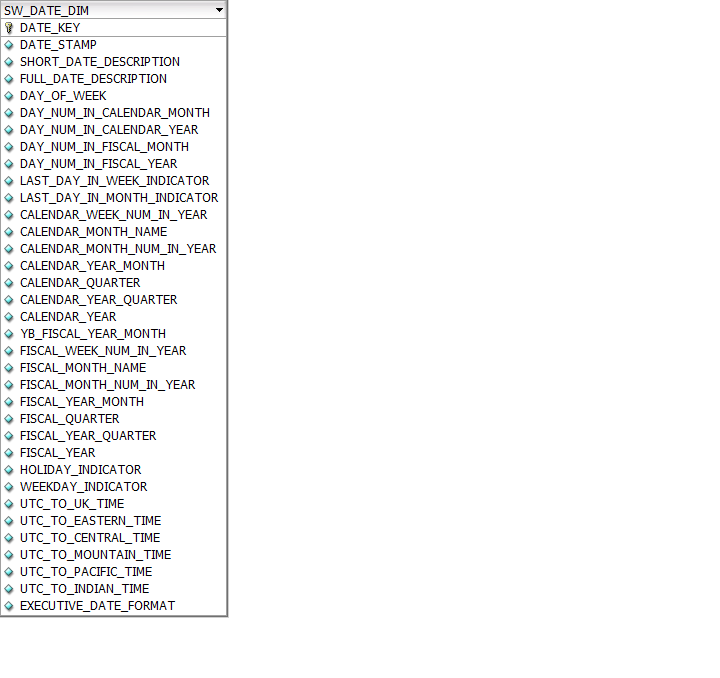 SW_DATE_DIM
DATE_KEY
DATE_STAMP
SHORT_DATE_DESCRIPTION
FULL_DATE_DESCRIPTION
DAY_OF_WEEK
DAY_NUM_IN_CALENDAR_MONTH
DAY_NUM_IN_CALENDAR_YEAR
DAY_NUM_IN_FISCAL_MONTH
DAY_NUM_IN_FISCAL_YEAR
LAST_DAY_IN_WEEK_INDICATOR
LAST_DAY_IN_MONTH_INDICATOR
CALENDAR_WEEK_NUM_IN_YEAR
CALENDAR_MONTH_NAME
CALENDAR_MONTH_NUM_IN_YEAR
CALENDAR_YEAR_MONTH
CALENDAR_QUARTER
CALENDAR_YEAR_QUARTER
CALENDAR_YEAR
YB_FISCAL_YEAR_MONTH
FISCAL_WEEK_NUM_IN_YEAR
FISCAL_MONTH_NAME
FISCAL_MONTH_NUM_IN_YEAR
FISCAL_YEAR_MONTH
FISCAL_QUARTER
FISCAL_YEAR_QUARTER
FISCAL_YEAR
HOLIDAY_INDICATOR
WEEKDAY_INDICATOR
UTC_TO_UK_TIME
UTC_TO_EASTERN_TIME
UTC_TO_CENTRAL_TIME
UTC_TO_MOUNTAIN_TIME
UTC_TO_PACIFIC_TIME
UTC_TO_INDIAN_TIME
EXECUTIVE_DATE_FORMAT